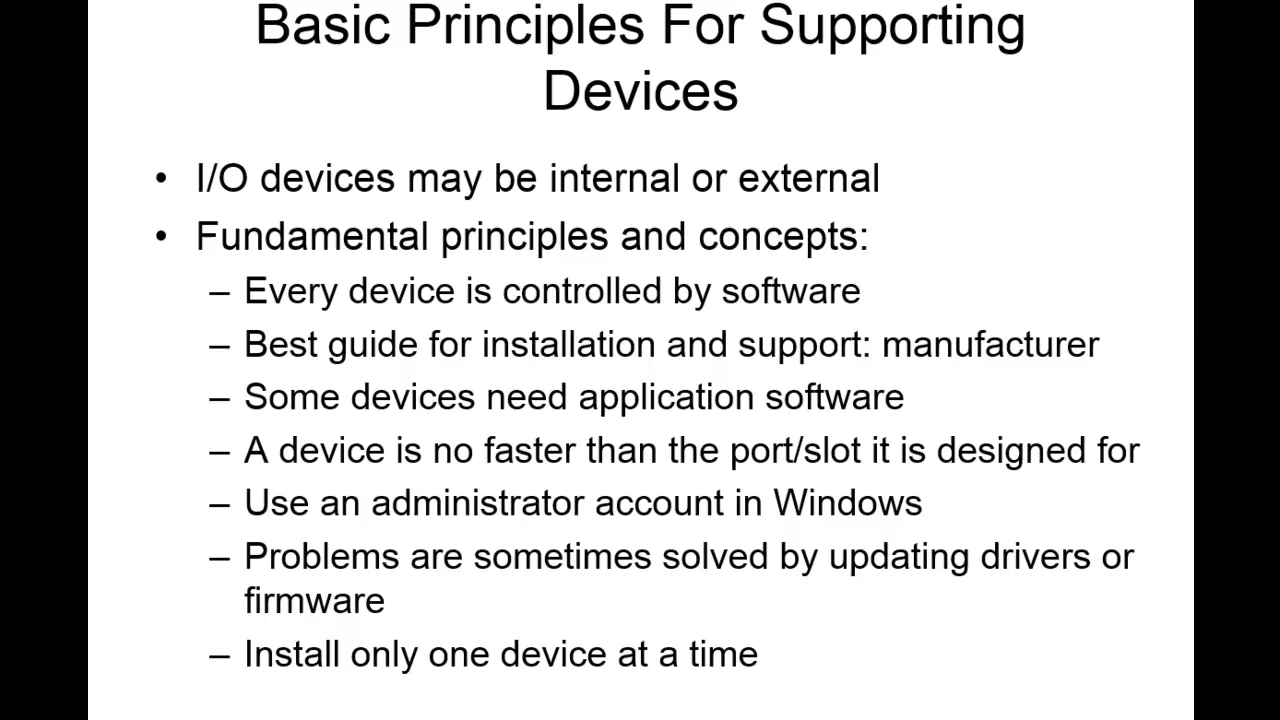 Basic Principles For Supporting
Devices
• I/O devices may be internal or external
• Fundamental principles and concepts:
– Every device is controlled by software
– Best guide for installation and support: manufacturer
– Some devices need application software
– A device is no faster than the port/slot it is designed for
– Use an administrator account in Windows
– Problems are sometimes solved by updating drivers or
firmware
– Install only one device at a time